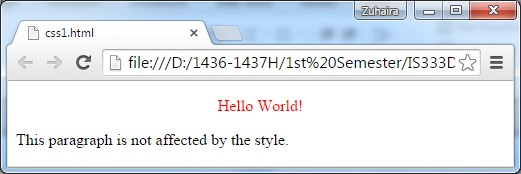 Zuhaira
css1.html
file:///D:/1436-1437H/1st%20Semester/IS333D
Hello World!
This paragraph is not affected by the style.